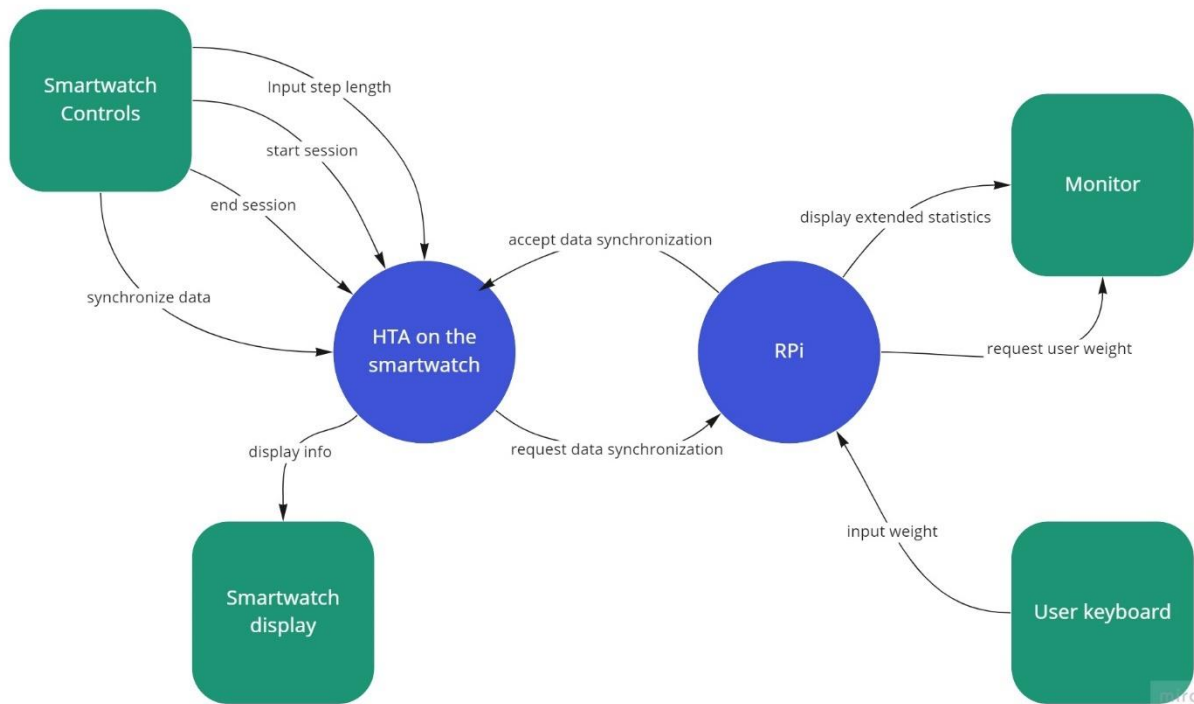 Smartwatch
Controls
Input step length
start session
end session
synchronize data
accept data synchronization
HTA on the
smartwatch
request data synchronization
display info
Smartwatch
display
RPi
display extended statistics
Monitor
request user weight
input weight
User keyboard
miro